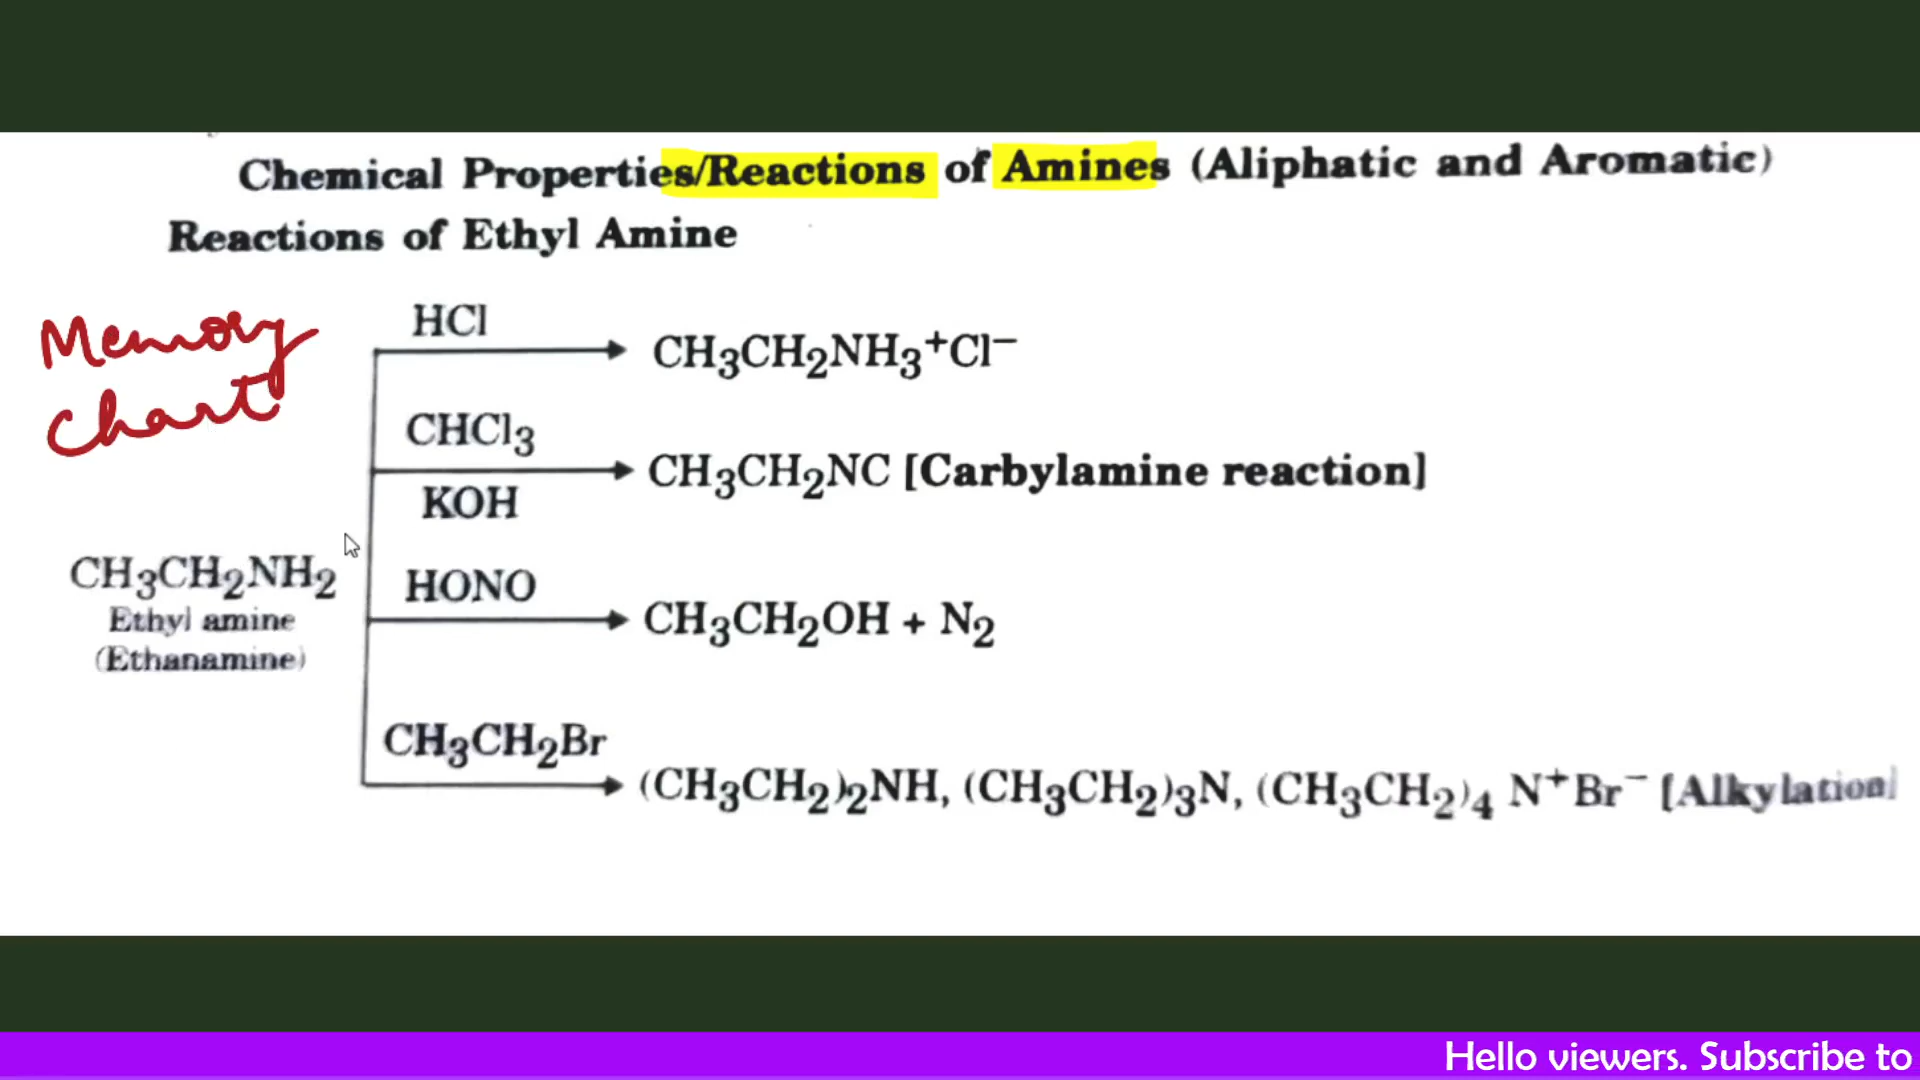 Chemical Properties/Reactions of Amines (Aliphatic and Aromatic)
Reactions of Ethyl Amine
Memory
Chart
HCl
CH3CH2NH3+Cl−
CHCl3
KOH
CH3CH2NC [Carbylamine reaction]
CH3CH2NH2
Ethyl amine
(Ethanamine)
HONO
CH3CH2OH + N2
CH3CH2Br
(CH3CH2)2NH, (CH3CH2)3N, (CH3CH2)4 N+Br− [Alkylation]
Hello viewers. Subscribe to